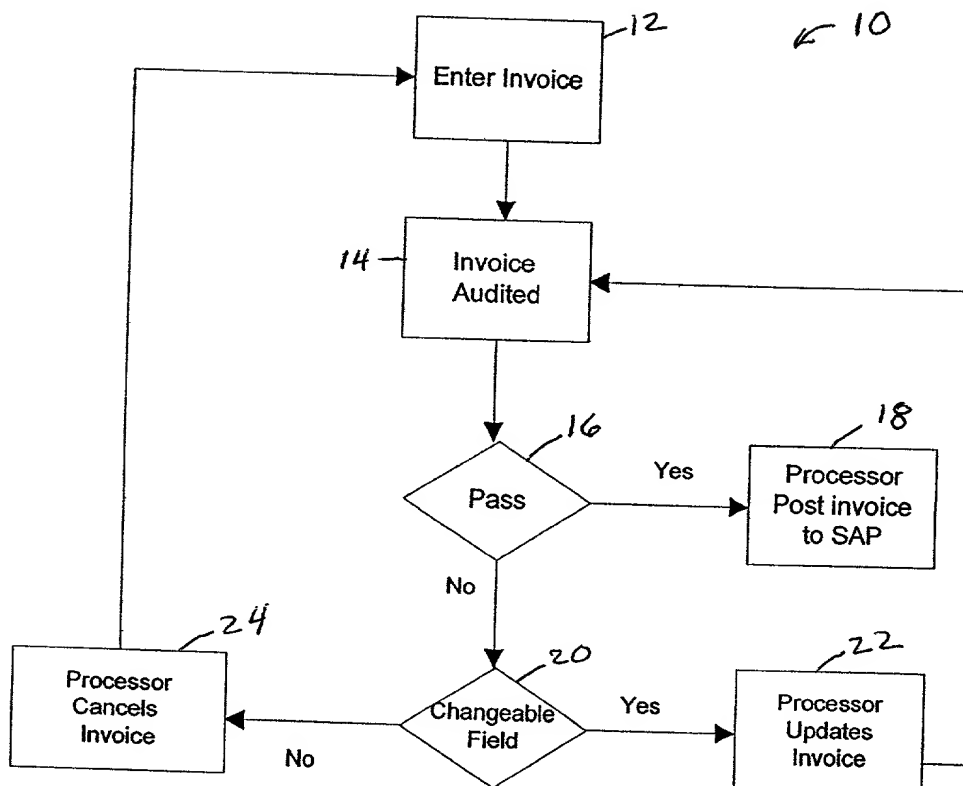 12
10
Enter Invoice
14
Invoice
Audited
16
Pass
Yes
18
Processor
Post invoice
to SAP
No
24
Processor
Cancels
Invoice
No
20
Changeable
Field
Yes
22
Processor
Updates
Invoice